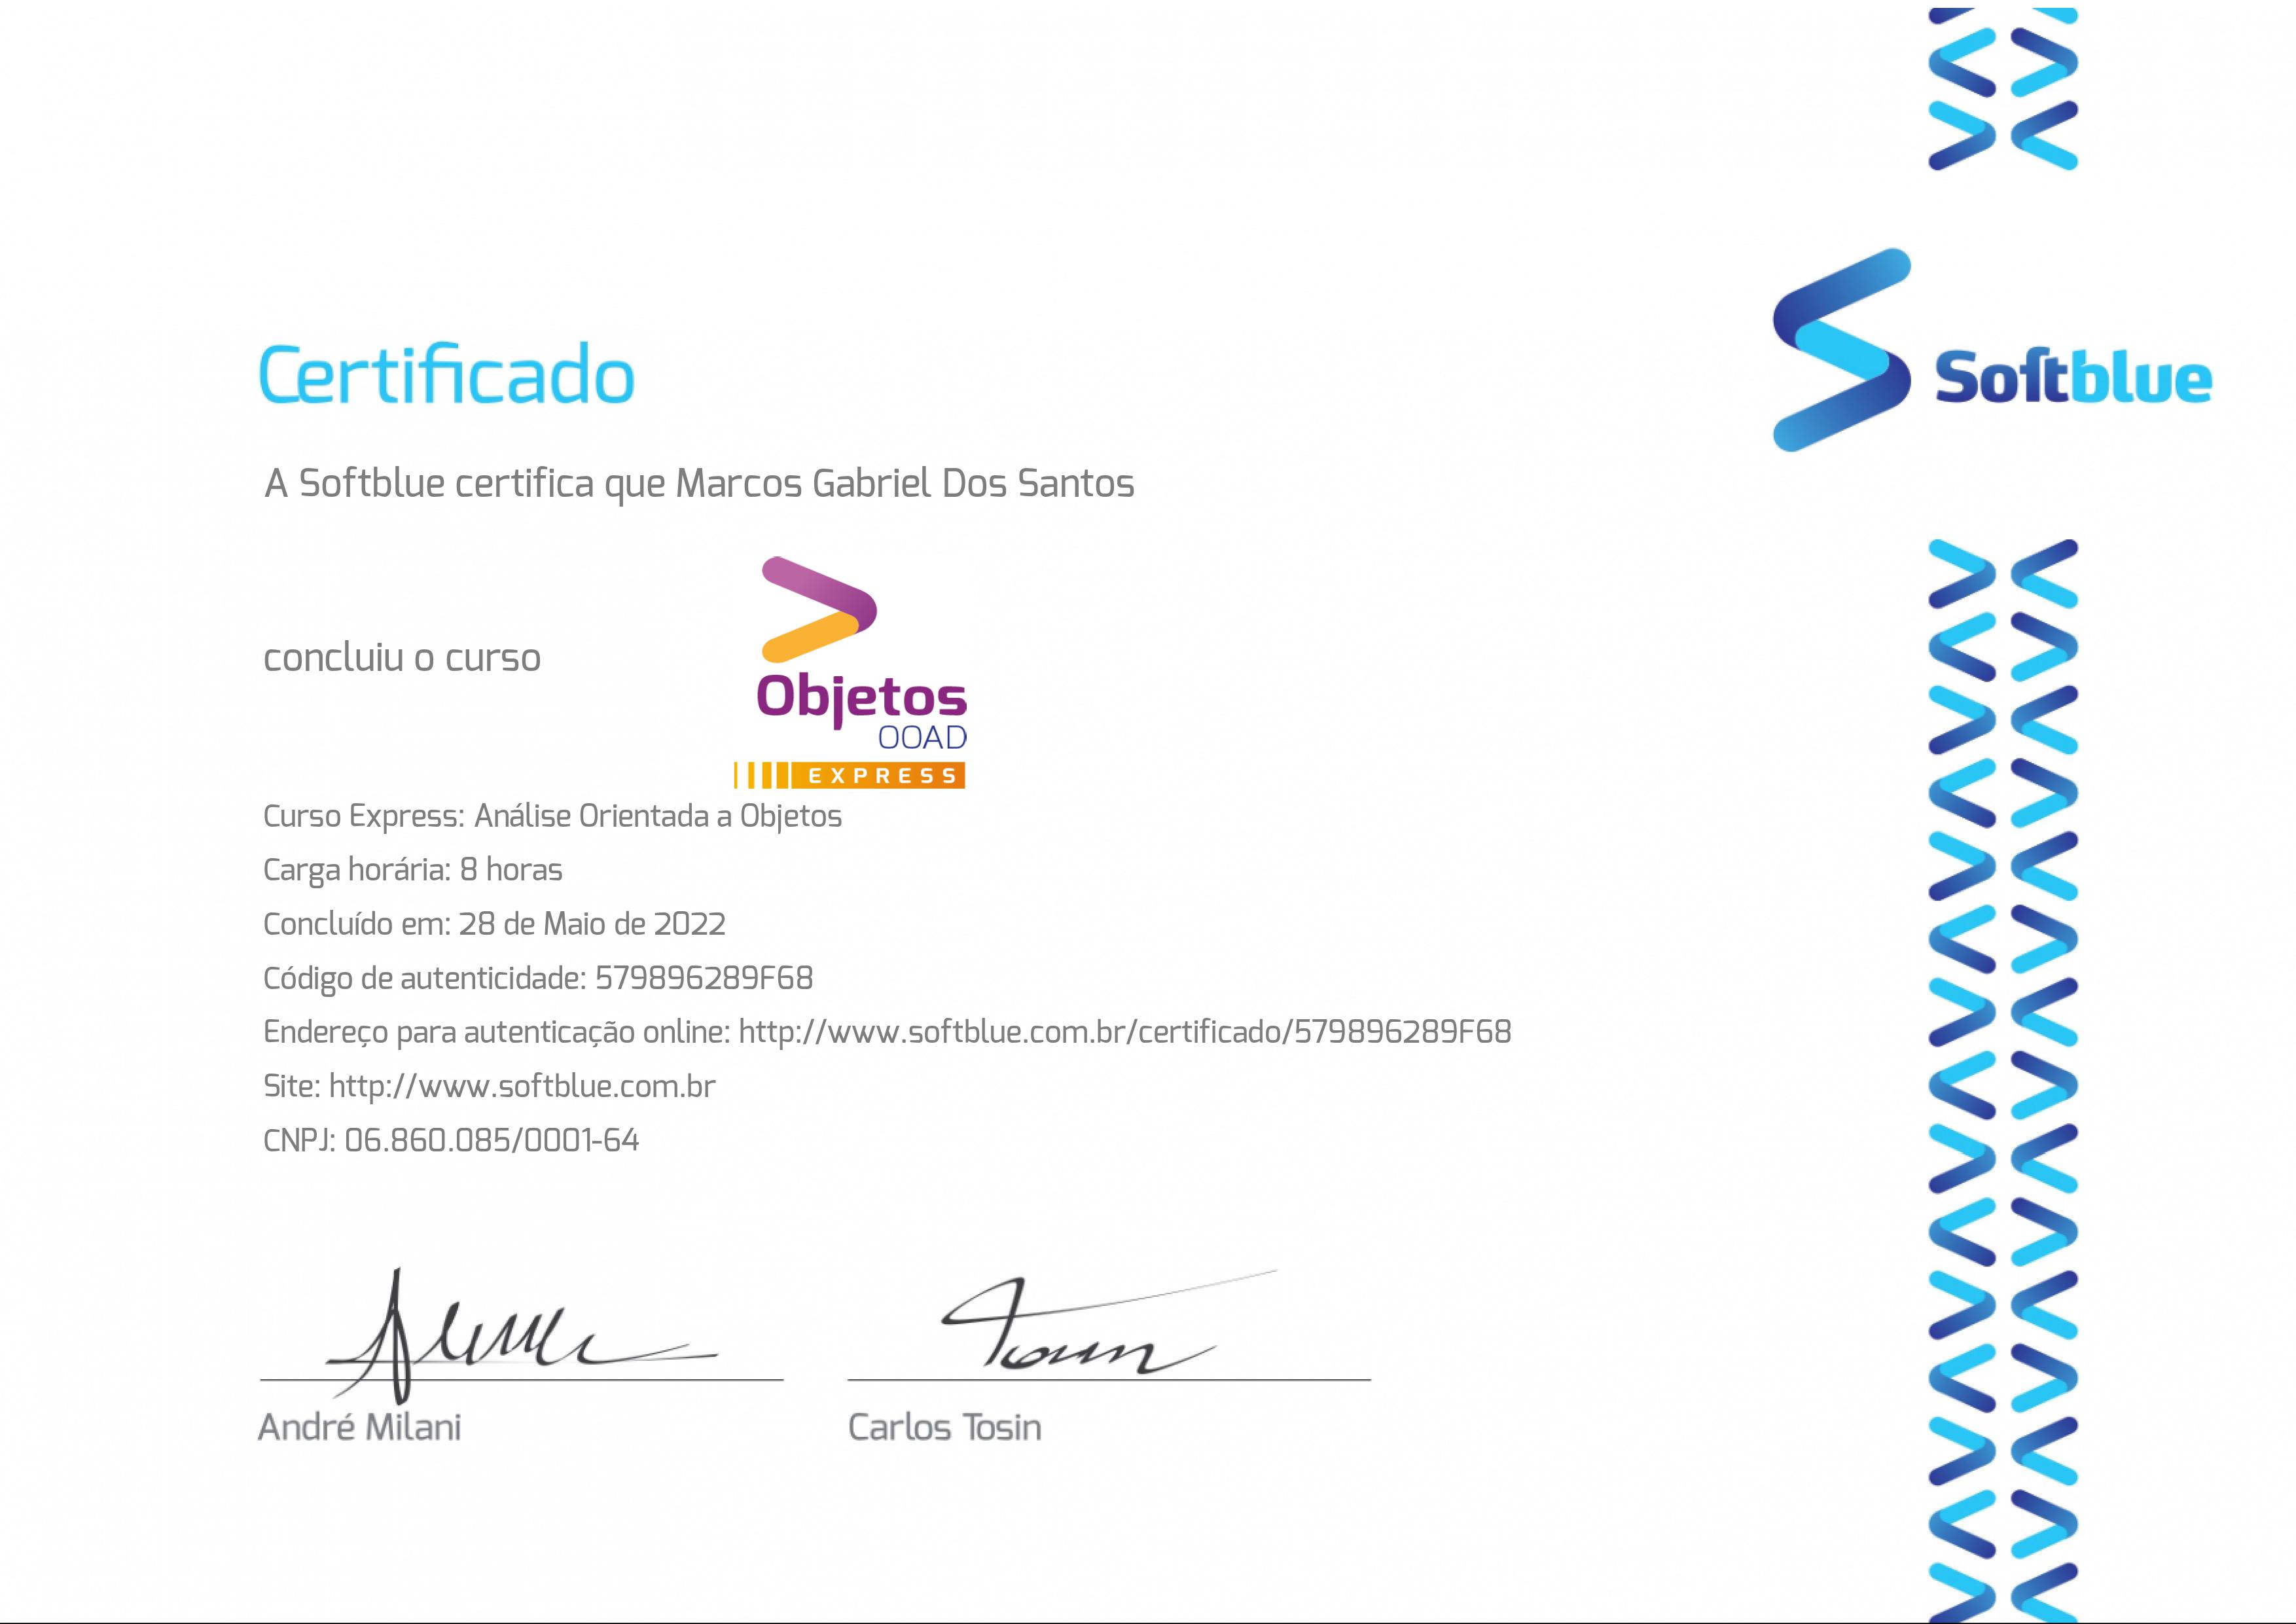 Certificado
Softblue
A Softblue certifica que Marcos Gabriel Dos Santos
concluiu o curso
Objetos
OOAD
EXPRESS
Curso Express: Análise Orientada a Objetos
Carga horária: 8 horas
Concluído em: 28 de Maio de 2022
Código de autenticidade: 579896289F68
Endereço para autenticação online: http://www.softblue.com.br/certificado/579896289F68
Site: http://www.softblue.com.br
CNPJ: 06.860.085/0001-64
André Milani
Carlos Tosin